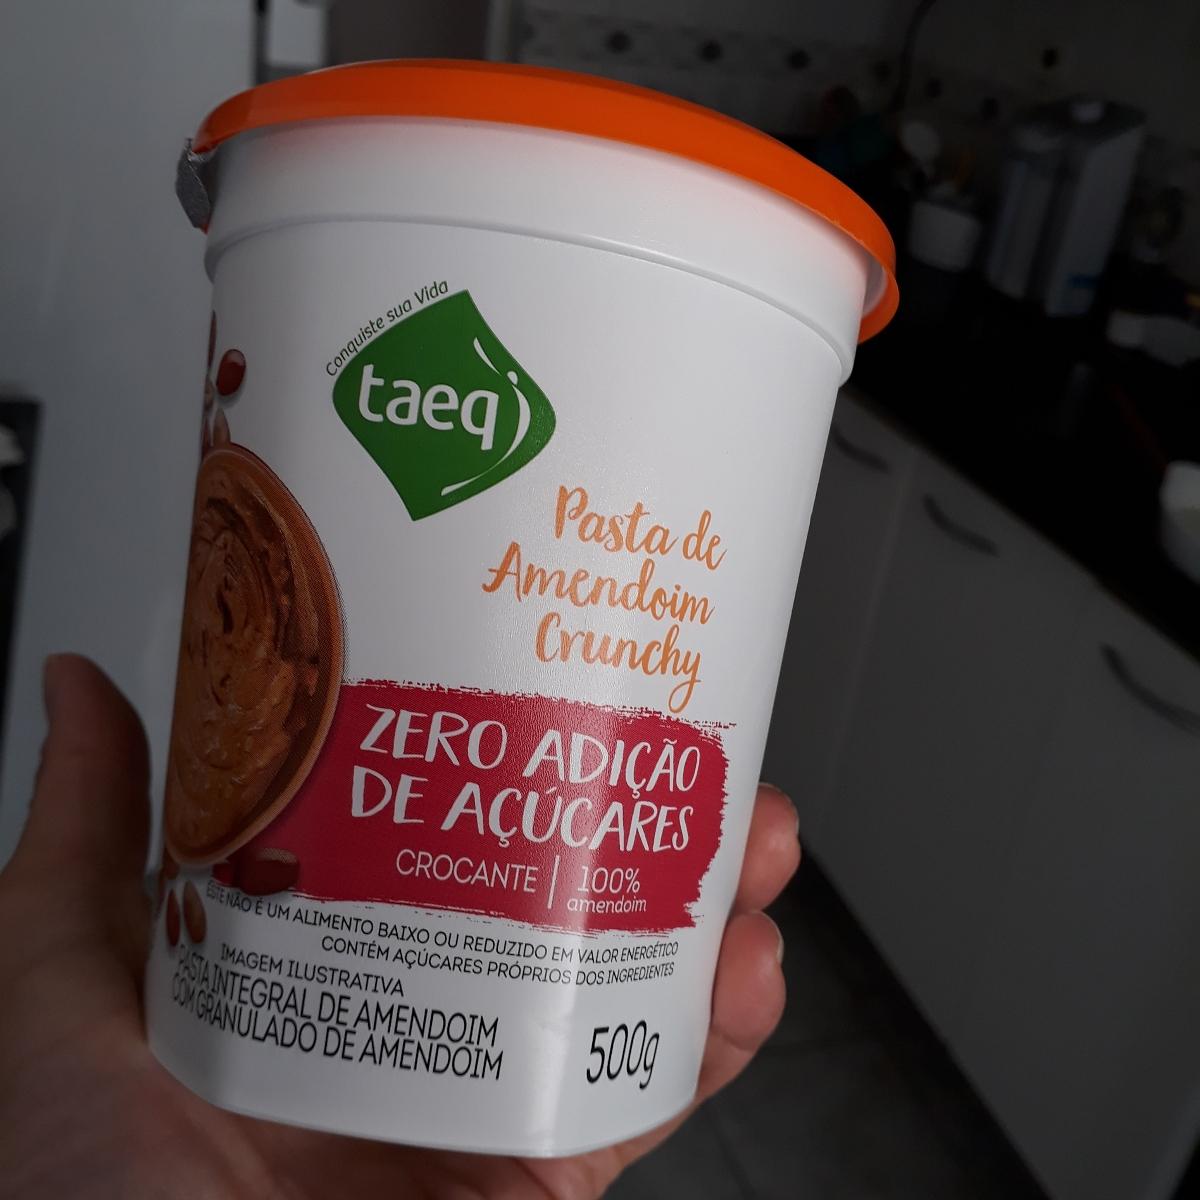 Conquiste sua Vida
taeq
Pasta de
Amendoim
Crunchy
ZERO ADIÇÃO
DE AÇÚCARES
CROCANTE | 100%
amendoim
ESTE NÃO É UM ALIMENTO BAIXO OU REDUZIDO EM VALOR ENERGÉTICO
CONTÉM AÇÚCARES PRÓPRIOS DOS INGREDIENTES
IMAGEM ILUSTRATIVA
PASTA INTEGRAL DE AMENDOIM
COM GRANULADO DE AMENDOIM
500g